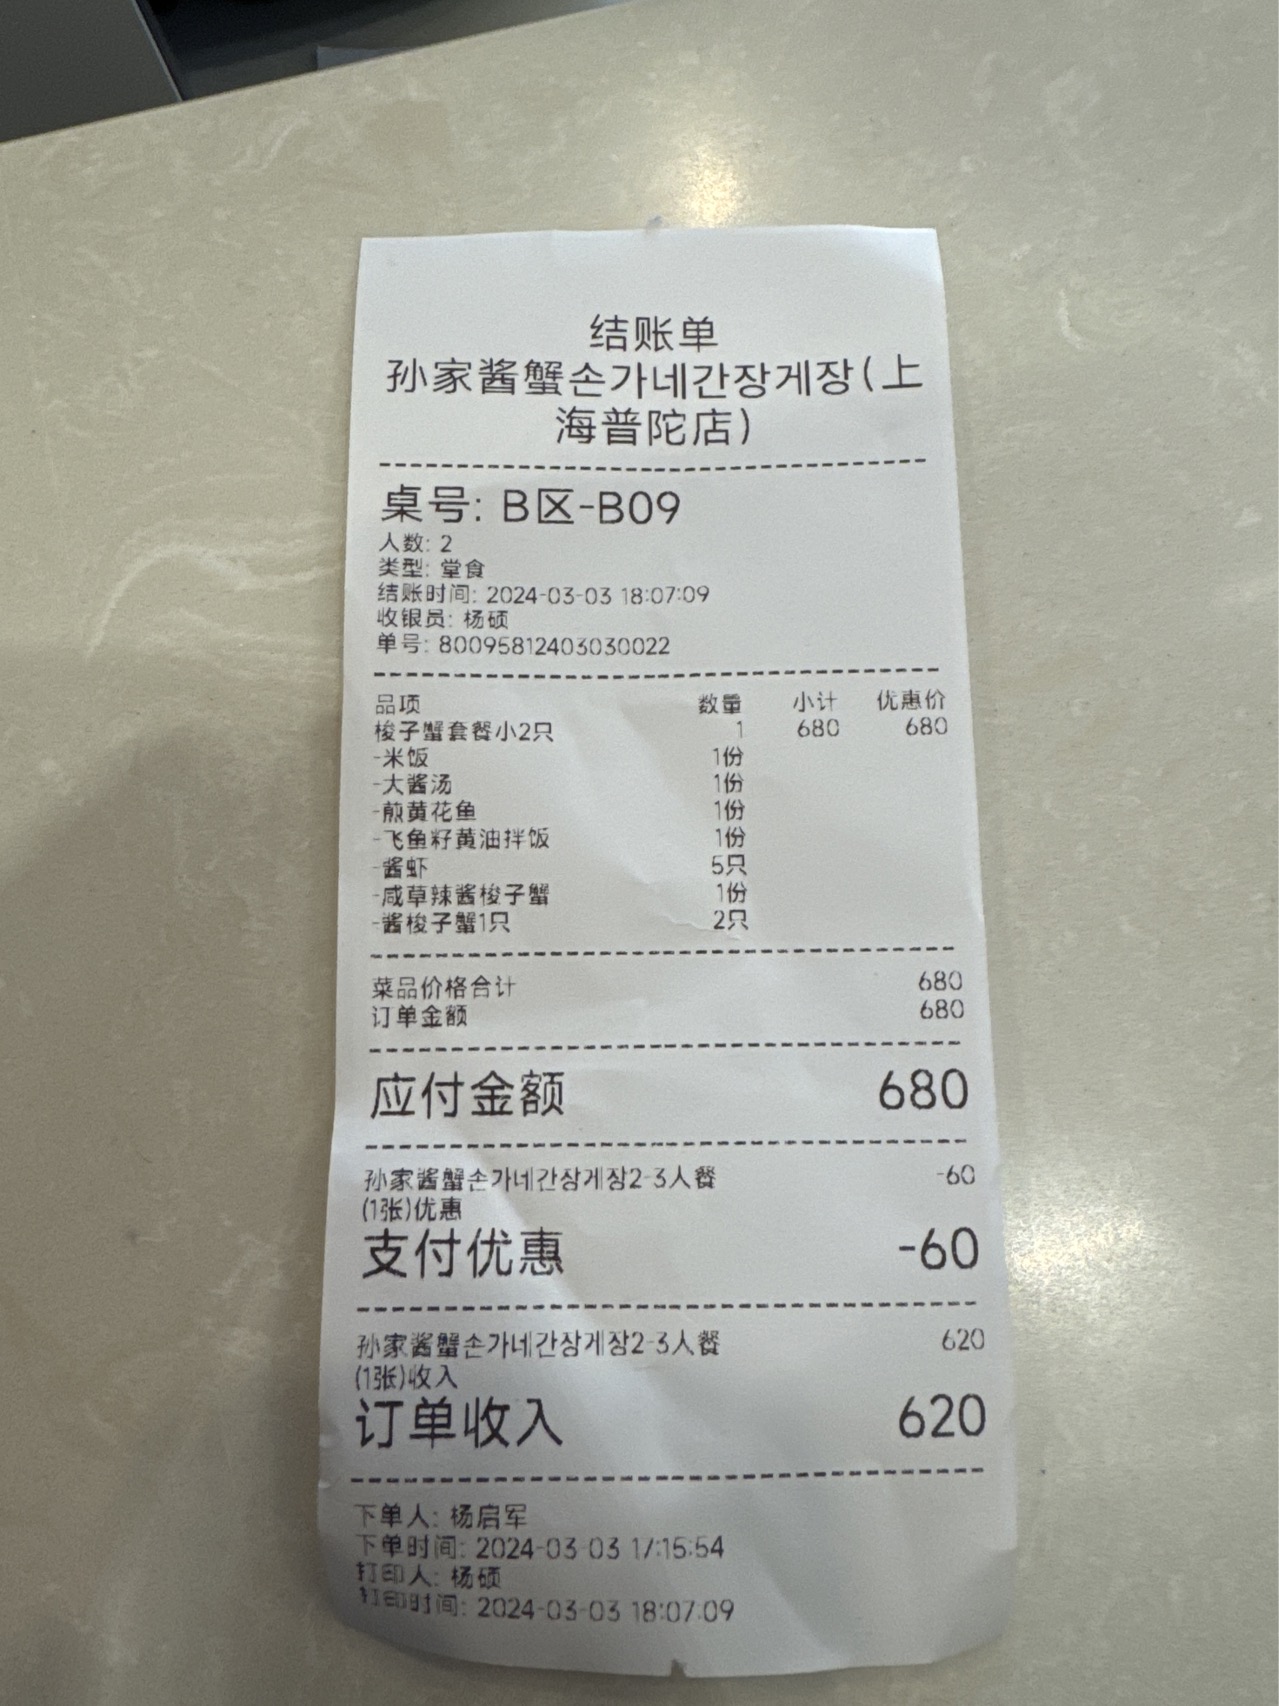 结账单
孙家酱蟹손가네간장게장(上
海普陀店)
桌号: B区-B09
人数: 2
类型: 堂食
结账时间: 2024-03-03 18:07:09
收银员: 杨硕
单号: 80095812403030022
品项 数量 小计 优惠价
梭子蟹套餐小2只 1 680 680
-米饭 1份
-大酱汤 1份
-煎黄花鱼 1份
-飞鱼籽黄油拌饭 1份
-酱虾 5只
-咸草辣酱梭子蟹 1份
-酱梭子蟹1只 2只
菜品价格合计 680
订单金额 680
应付金额 680
孙家酱蟹손가네간장게장2-3人餐 -60
(1张)优惠
支付优惠 -60
孙家酱蟹손가네간장게장2-3人餐 620
(1张)收入
订单收入 620
下单人: 杨启军
下单时间: 2024-03-03 17:15:54
打印人: 杨硕
打印时间: 2024-03-03 18:07:09